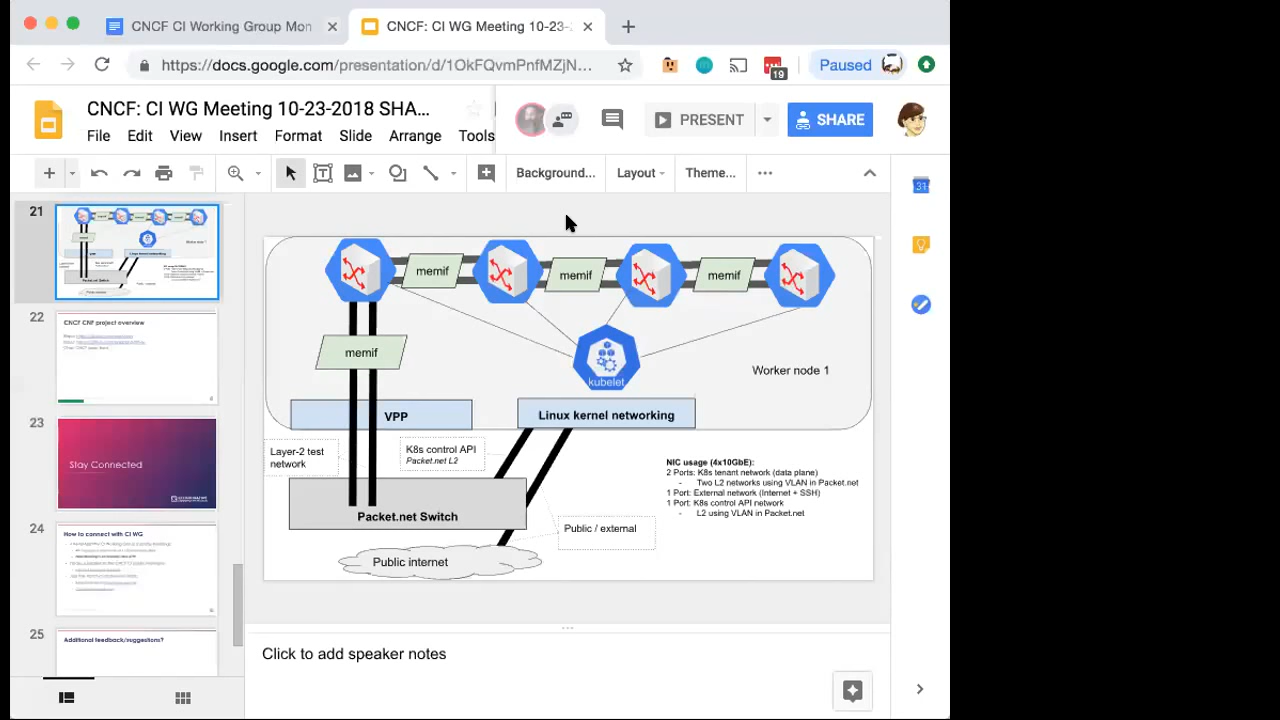 CNCF CI Working Group Mon
CNCF: CI WG Meeting 10-23-
https://docs.google.com/presentation/d/1OkFQvmPnfMZjN...
19
Paused
CNCF: CI WG Meeting 10-23-2018 SHA...
File Edit View Insert Format Slide Arrange Tools
PRESENT
SHARE
Background...
Layout
Theme...
31
21
22
CNCF CNF project overview
23
Stay Connected
24
How to connect with CI WG
25
Additional feedback/suggestions?
memif
memif
memif
memif
kubelet
Worker node 1
VPP
Linux kernel networking
Layer-2 test
network
K8s control API
Packet.net L2
NIC usage (4x10GbE):
2 Ports: K8s tenant network (data plane)
- Two L2 networks using VLAN in Packet.net
1 Port: External network (Internet + SSH)
1 Port: K8s control API network
- L2 using VLAN in Packet.net
Packet.net Switch
Public / external
Public internet
Click to add speaker notes